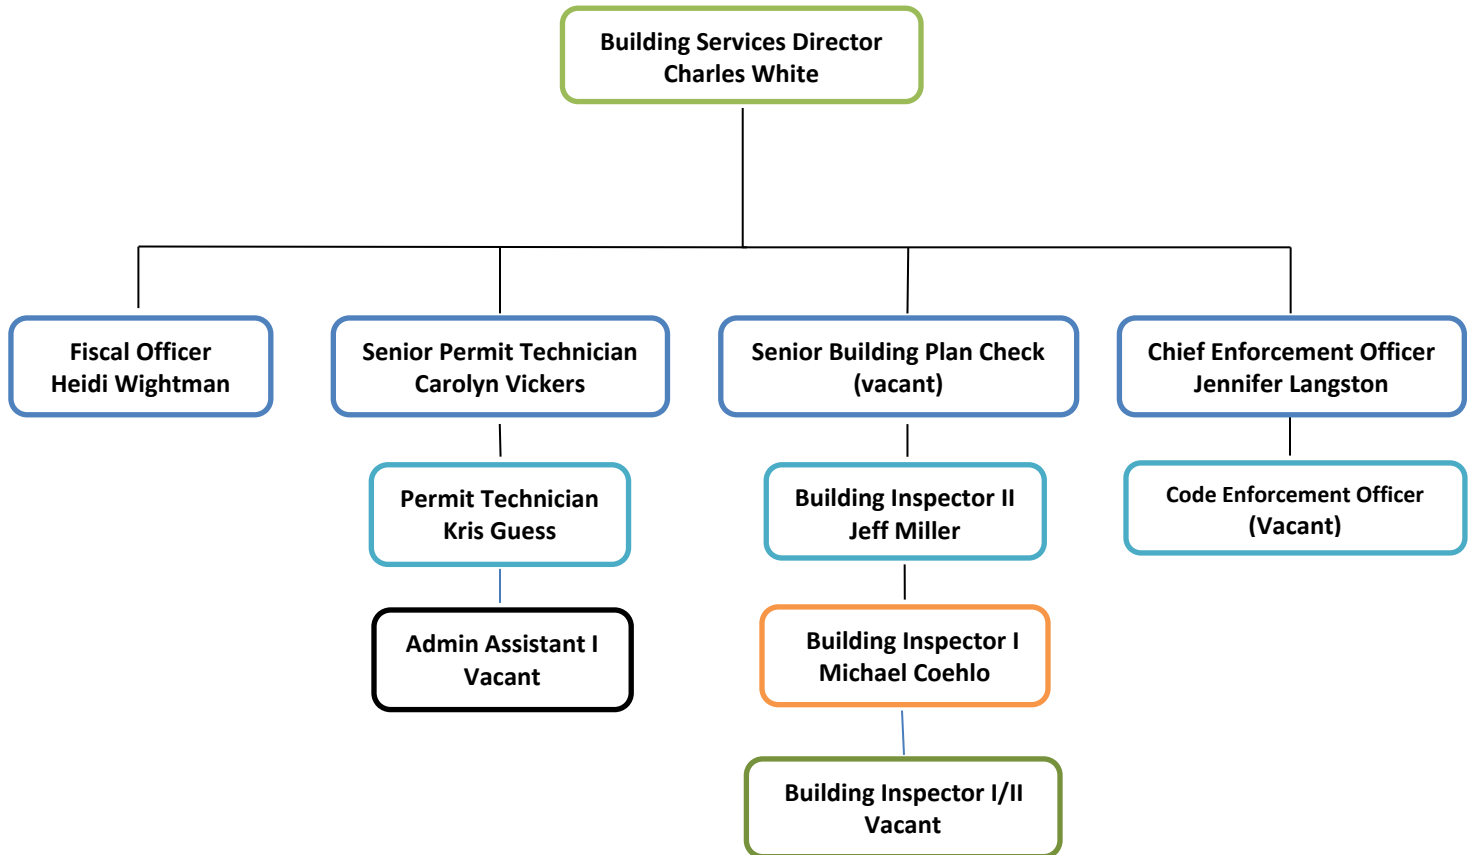 Building Services Director
Charles White
Fiscal Officer
Heidi Wightman
Senior Permit Technician
Carolyn Vickers
Senior Building Plan Check
(vacant)
Chief Enforcement Officer
Jennifer Langston
Permit Technician
Kris Guess
Building Inspector II
Jeff Miller
Code Enforcement Officer
(Vacant)
Admin Assistant I
Vacant
Building Inspector I
Michael Coehlo
Building Inspector I/II
Vacant